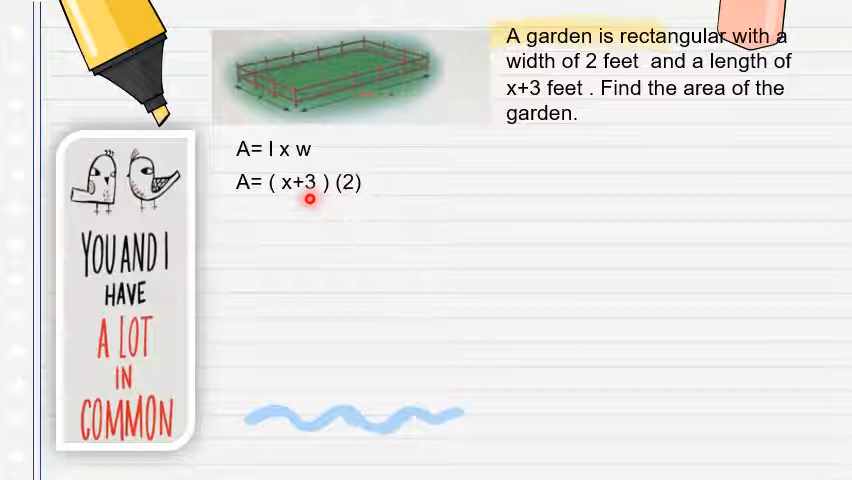 A garden is rectangular with a
width of 2 feet and a length of
x+3 feet . Find the area of the
garden.
A= l x w
A= ( x+3 ) (2)
YOU AND I
HAVE
A LOT
IN
COMMON